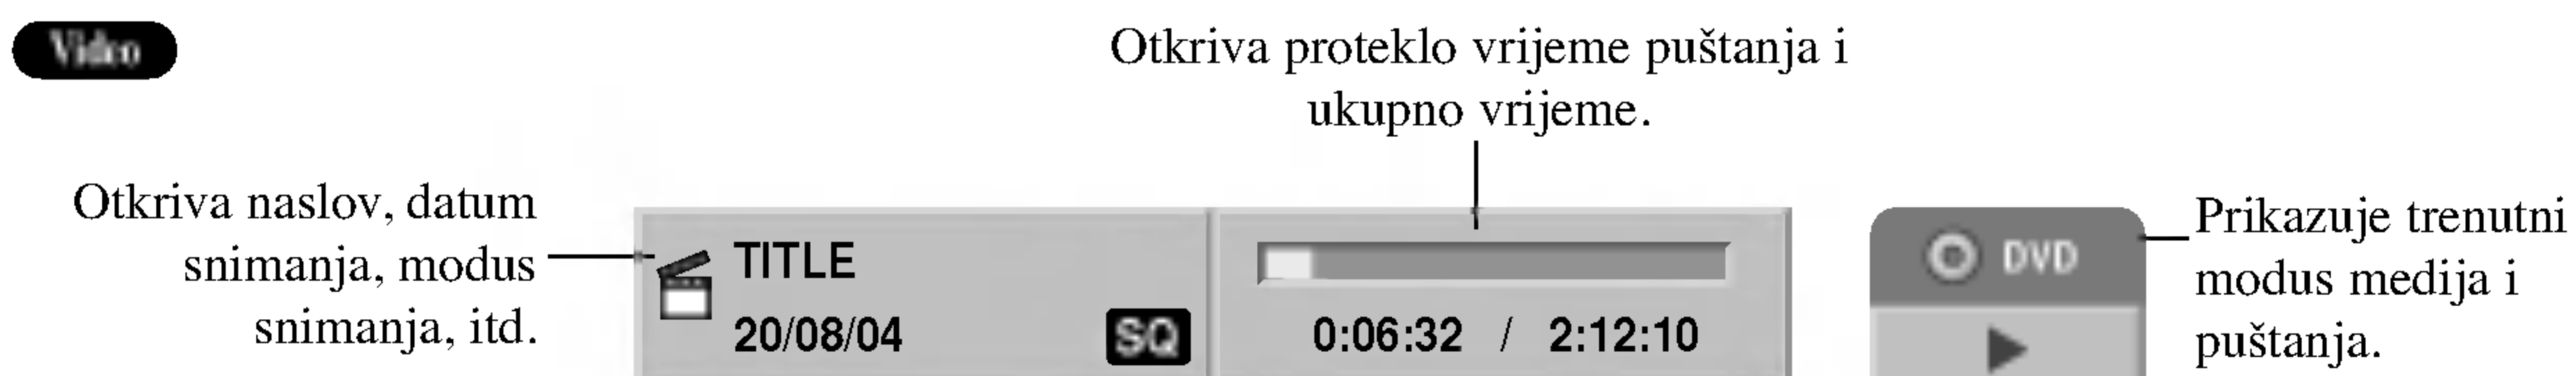 Video
Otkriva proteklo vrijeme puštanja i
ukupno vrijeme.
Otkriva naslov, datum
snimanja, modus
snimanja, itd.
TITLE
20/08/04 SQ
0:06:32 / 2:12:10
DVD
Prikazuje trenutni
modus medija i
puštanja.